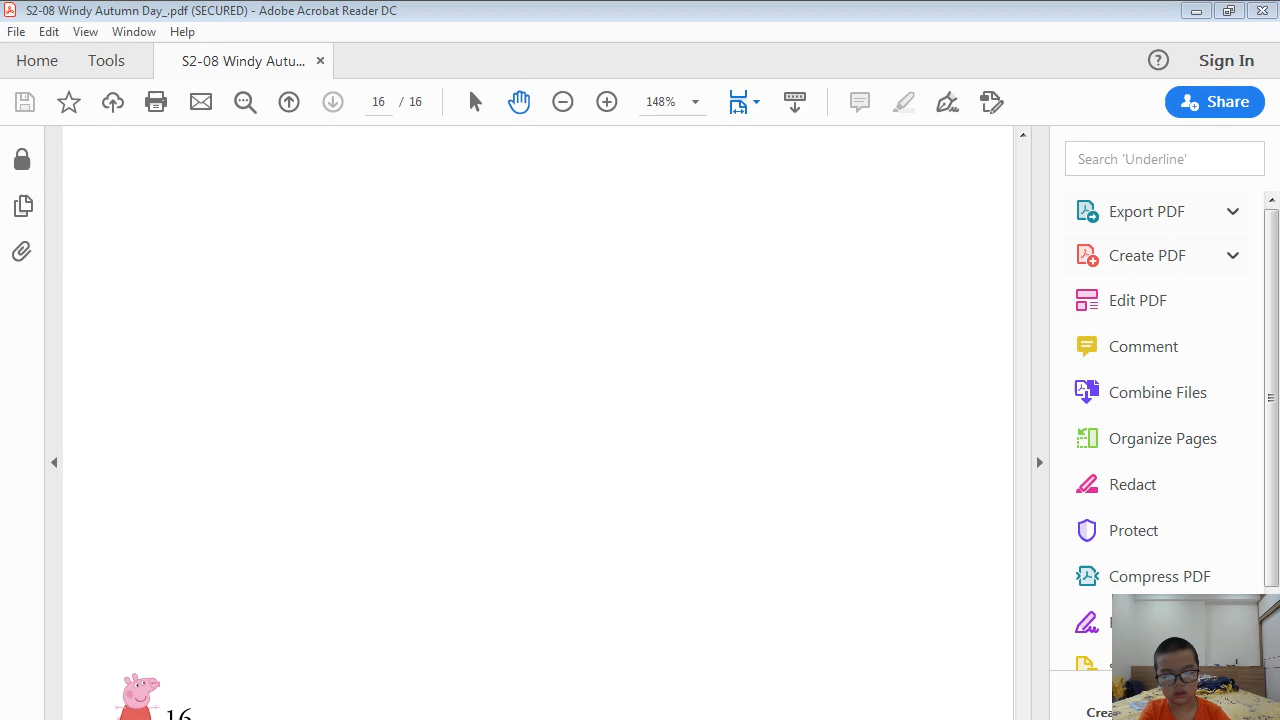 S2-08 Windy Autumn Day_.pdf (SECURED) - Adobe Acrobat Reader DC
File Edit View Window Help
Home Tools S2-08 Windy Autu... Sign In
16 / 16 148% Share
Search 'Underline'
Export PDF
Create PDF
Edit PDF
Comment
Combine Files
Organize Pages
Redact
Protect
Compress PDF
16